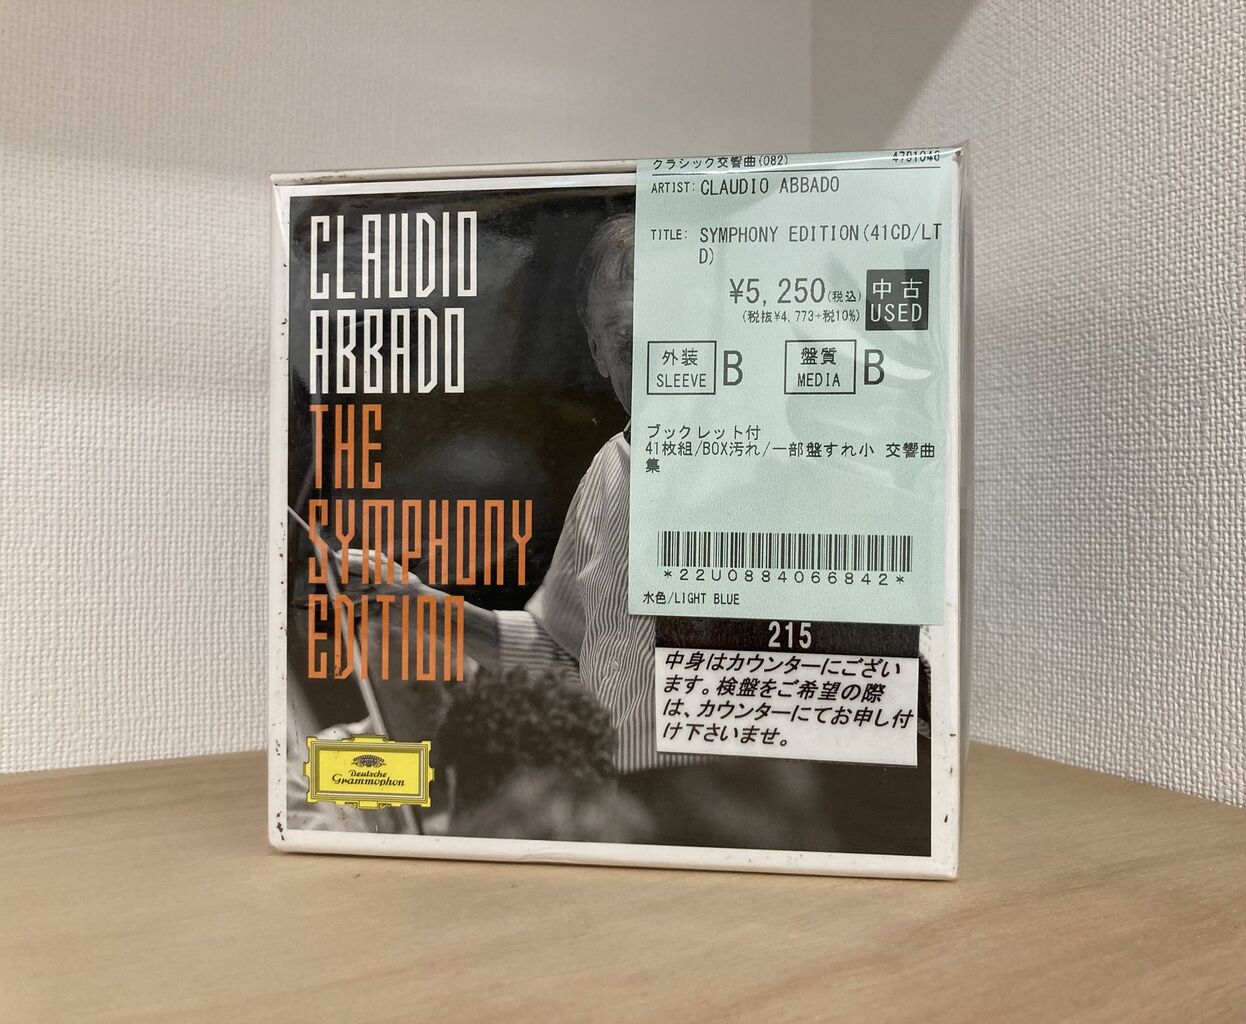 CLAUDIO
ABBADO
THE
SYMPHONY
EDITION
Deutsche
Grammophon
クラシック交響曲(082) 4791046
ARTIST: CLAUDIO ABBADO
TITLE: SYMPHONY EDITION(41CD/LT
D)
¥5,250(税込) 中古
(税抜¥4,773+税10%) USED
外装 B 盤質 B
SLEEVE MEDIA
ブックレット付
41枚組/BOX汚れ/一部盤すれ小 交響曲
集
*22U0884066842*
水色/LIGHT BLUE
215
中身はカウンターにござい
ます。検盤をご希望の際
は、カウンターにてお申し付
け下さいませ。